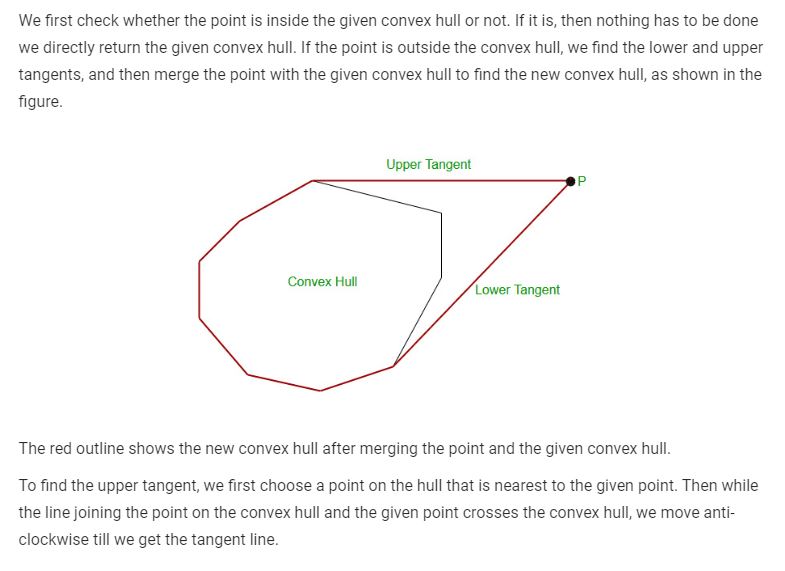 We first check whether the point is inside the given convex hull or not. If it is, then nothing has to be done
we directly return the given convex hull. If the point is outside the convex hull, we find the lower and upper
tangents, and then merge the point with the given convex hull to find the new convex hull, as shown in the
figure.
Upper Tangent
P
Convex Hull
Lower Tangent
The red outline shows the new convex hull after merging the point and the given convex hull.
To find the upper tangent, we first choose a point on the hull that is nearest to the given point. Then while
the line joining the point on the convex hull and the given point crosses the convex hull, we move anti-
clockwise till we get the tangent line.